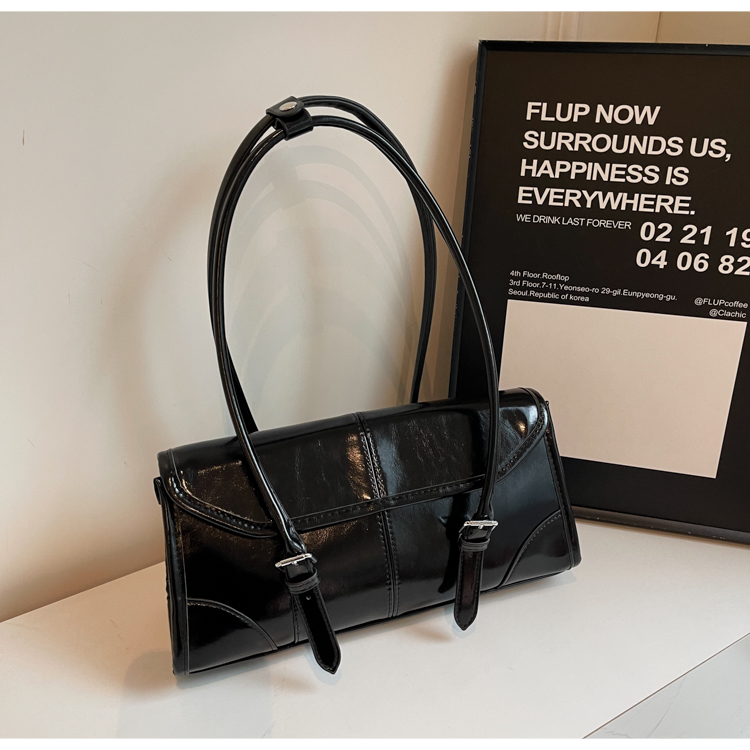 FLUP NOW
SURROUNDS US,
HAPPINESS IS
EVERYWHERE.
WE DRINK LAST FOREVER
02 21 19
04 06 82
4th Floor.Rooftop
3rd Floor.7-11.Yeonseo-ro 29-gil.Eunpyeong-gu.
Seoul.Republic of korea
@FLUPcoffee
@Clachic